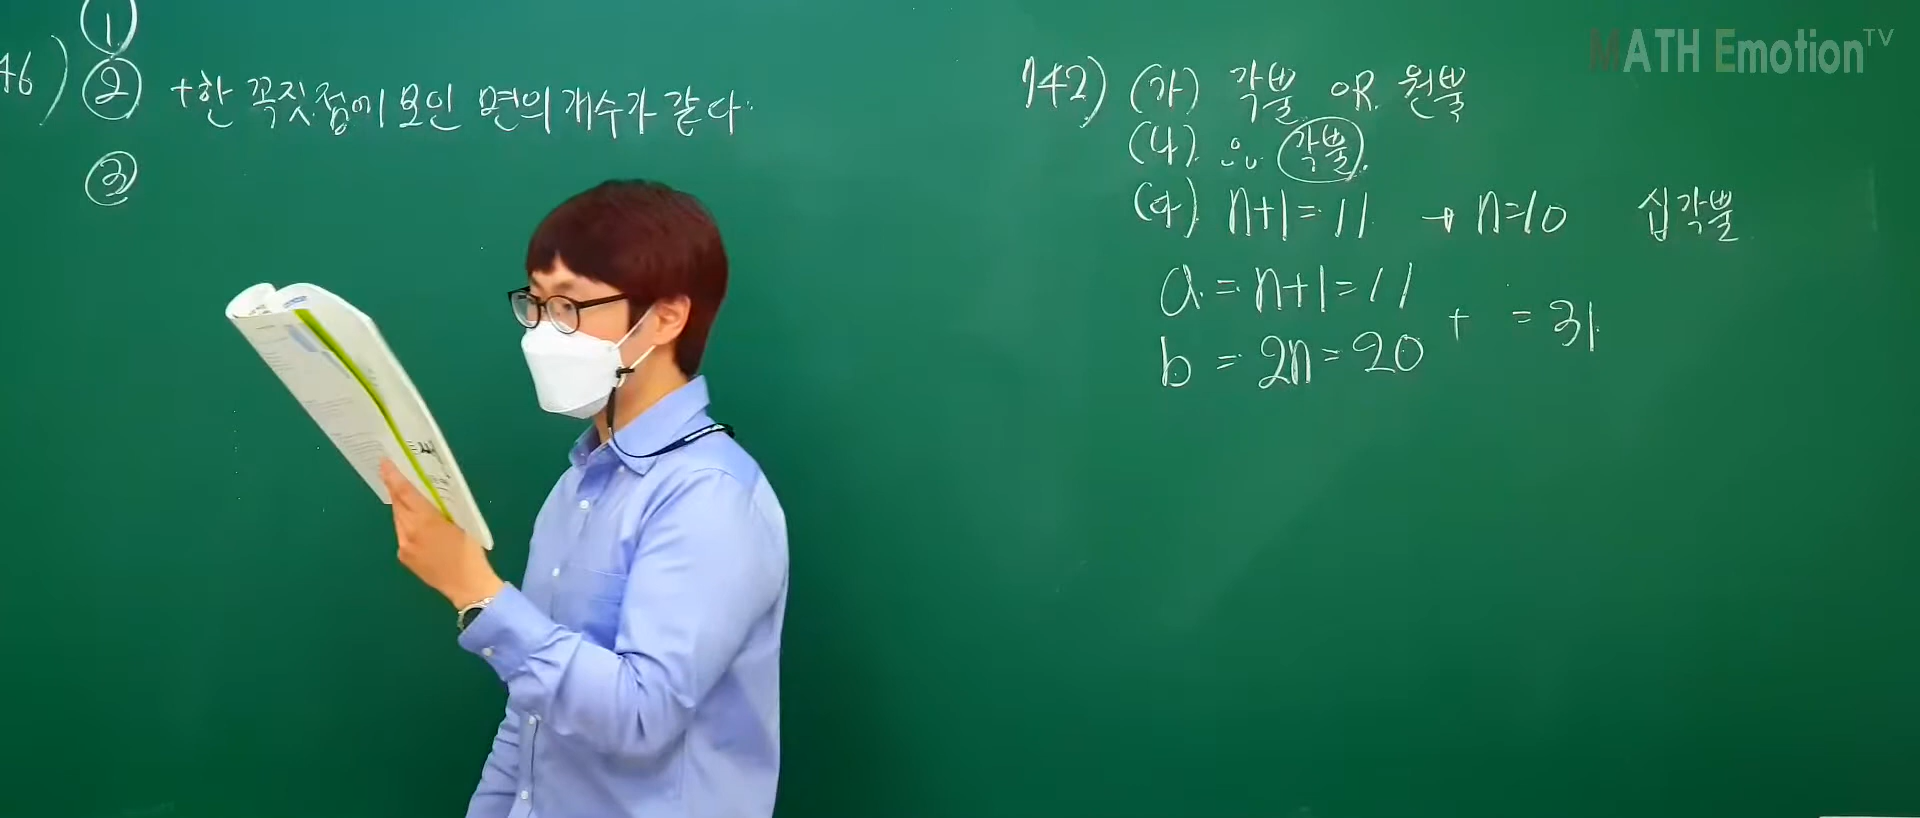 ①
46) ② +한 꼭짓점에 모인 면의 개수가 같다.
③
MATH Emotion TV
142) (가) 각뿔 OR 원뿔
(나) ∴ 각뿔.
(다) n+1=11 → n=10 십각뿔
a=n+1=11
b=2n=20
+ =31